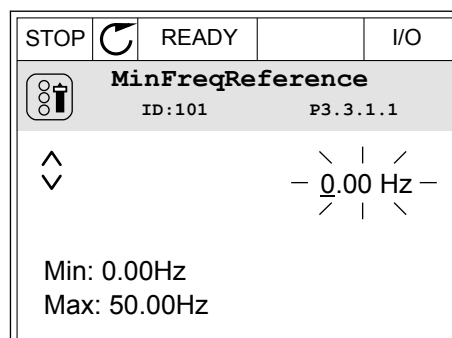 STOP READY I/O
MinFreqReference
ID:101 P3.3.1.1
0.00 Hz
Min: 0.00Hz
Max: 50.00Hz